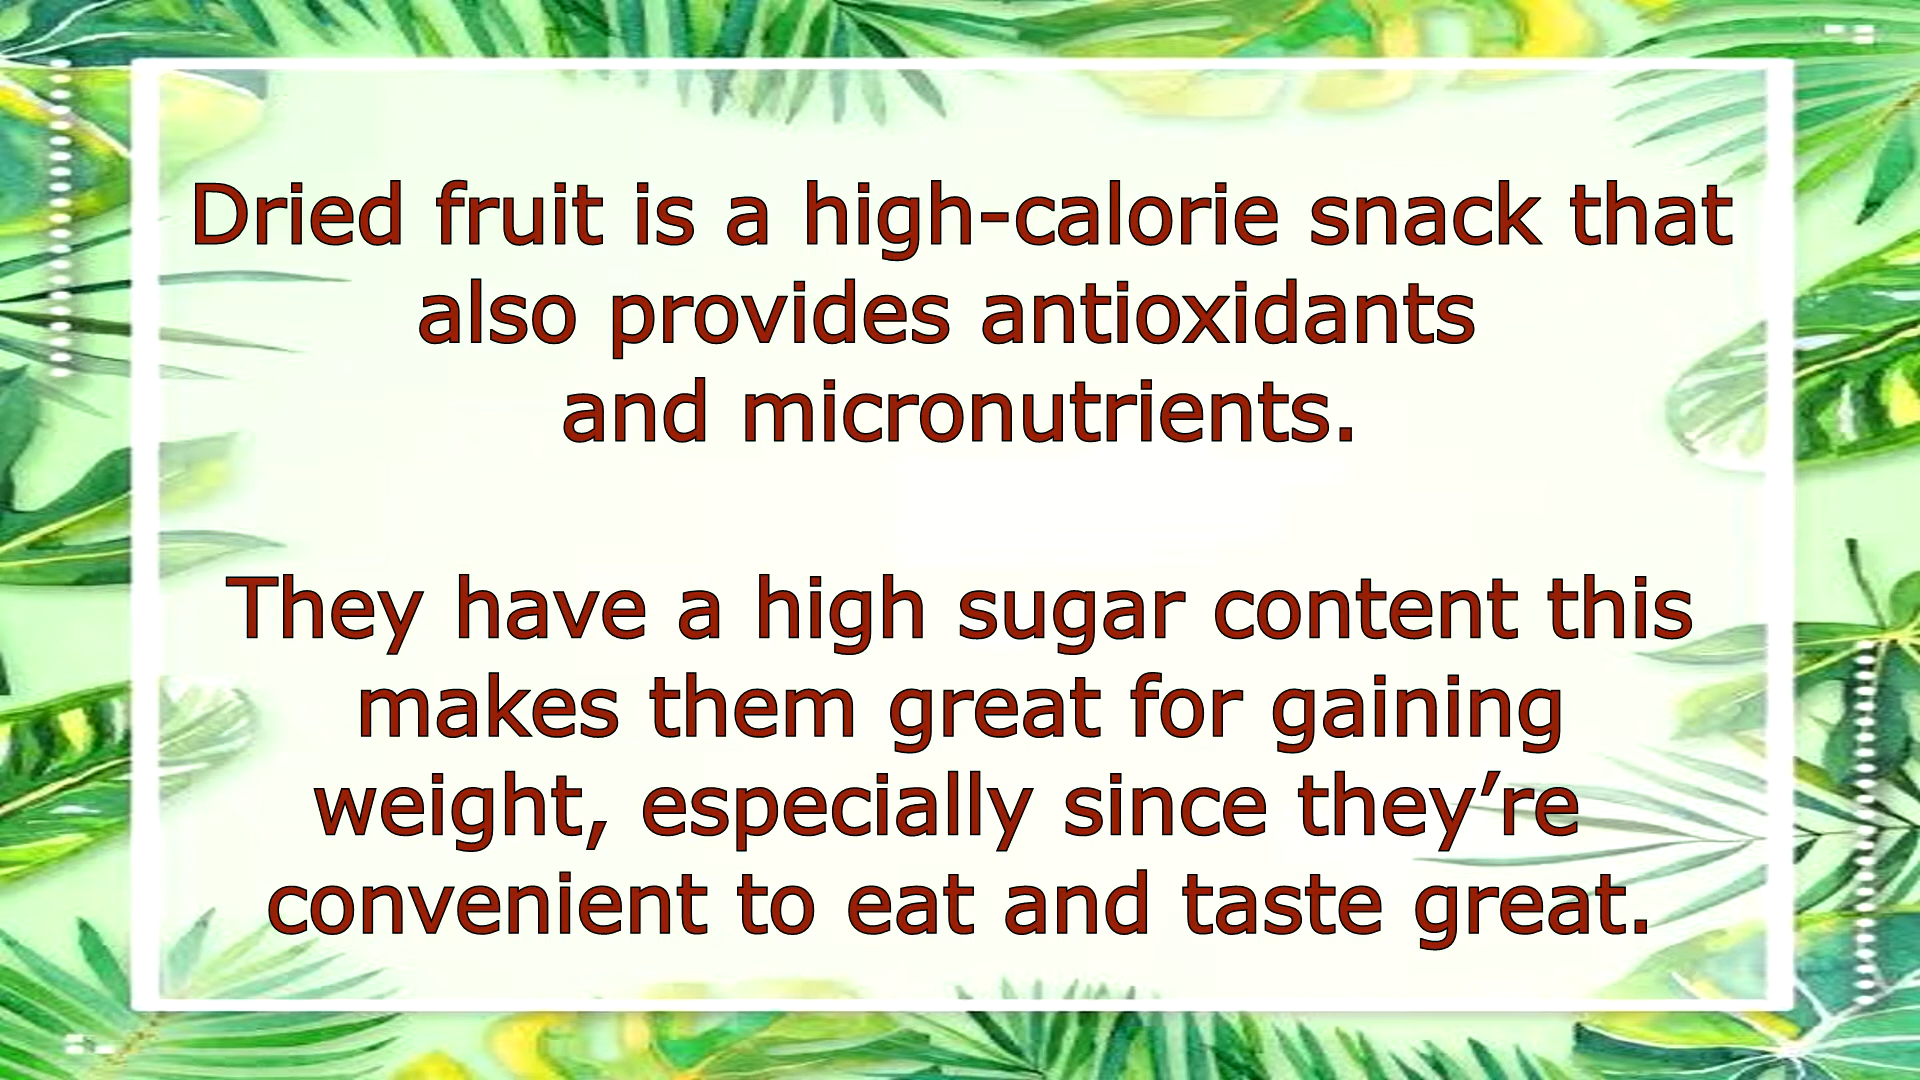 Dried fruit is a high-calorie snack that
also provides antioxidants
and micronutrients.
They have a high sugar content this
makes them great for gaining
weight, especially since they’re
convenient to eat and taste great.